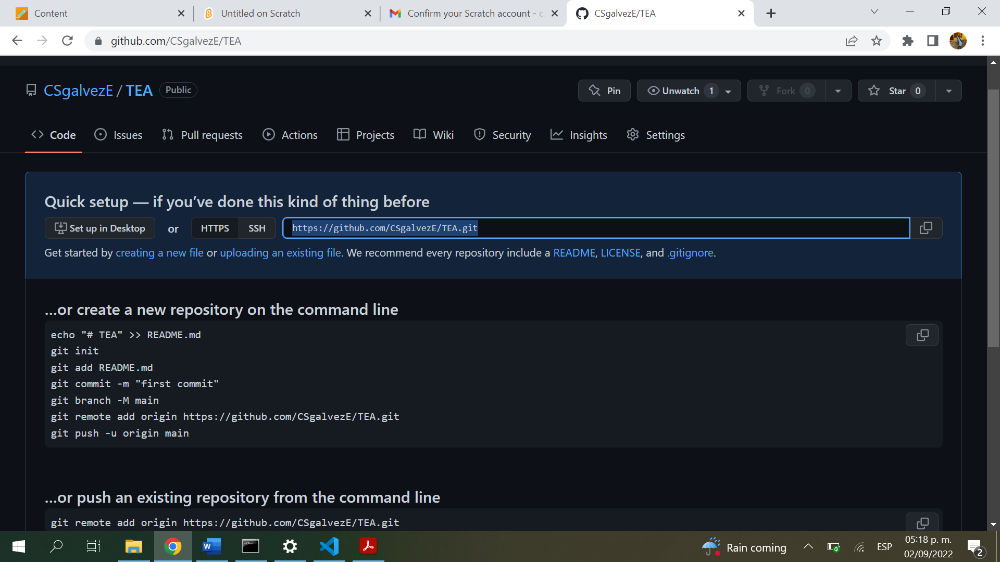 Content
Untitled on Scratch
Confirm your Scratch account - c
CSgalvezE/TEA
github.com/CSgalvezE/TEA
CSgalvezE / TEA Public
Pin
Unwatch 1
Fork 0
Star 0
Code
Issues
Pull requests
Actions
Projects
Wiki
Security
Insights
Settings
Quick setup — if you’ve done this kind of thing before
Set up in Desktop or HTTPS SSH https://github.com/CSgalvezE/TEA.git
Get started by creating a new file or uploading an existing file. We recommend every repository include a README, LICENSE, and .gitignore.
…or create a new repository on the command line
echo "# TEA" >> README.md
git init
git add README.md
git commit -m "first commit"
git branch -M main
git remote add origin https://github.com/CSgalvezE/TEA.git
git push -u origin main
…or push an existing repository from the command line
git remote add origin https://github.com/CSgalvezE/TEA.git
Rain coming
ESP
05:18 p. m.
02/09/2022
2